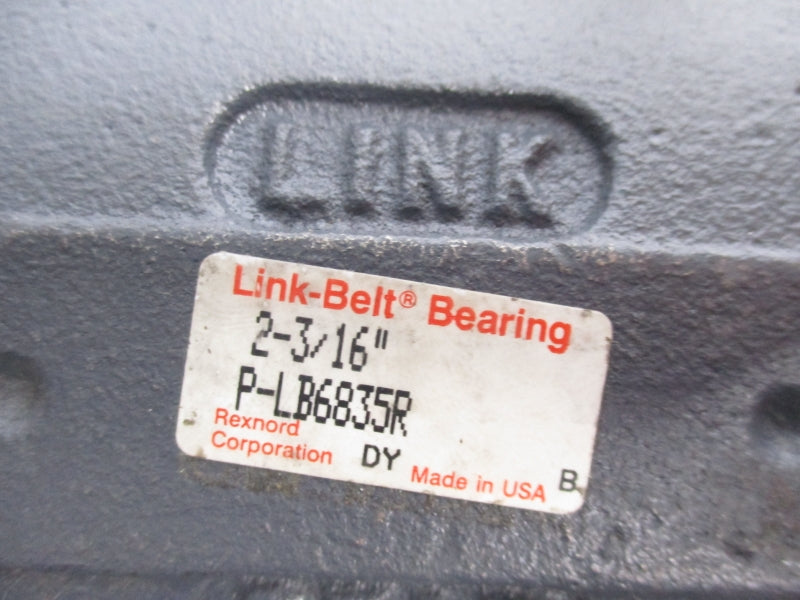 LINK
Link-Belt® Bearing
2-3/16"
P-LB6835R
Rexnord
Corporation
DY
Made in USA
B